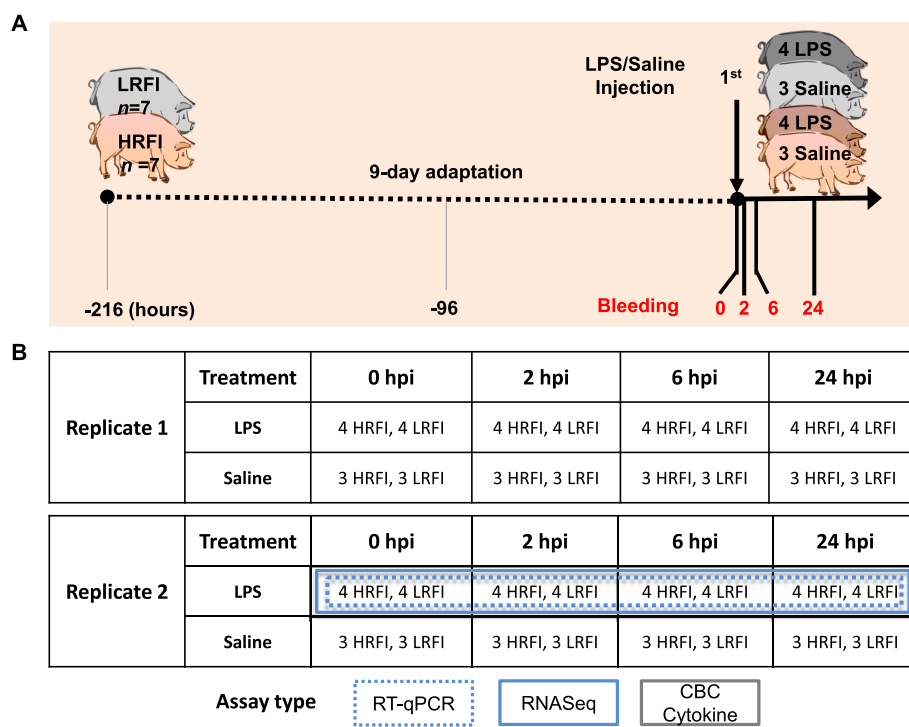 A
LRFI
n=7
HRFI
n =7
9-day adaptation
LPS/Saline
Injection
1st
4 LPS
3 Saline
4 LPS
3 Saline
-216 (hours)
-96
Bleeding
0
2
6
24
B
Replicate 1
Treatment 0 hpi 2 hpi 6 hpi 24 hpi
LPS 4 HRFI, 4 LRFI 4 HRFI, 4 LRFI 4 HRFI, 4 LRFI 4 HRFI, 4 LRFI
Saline 3 HRFI, 3 LRFI 3 HRFI, 3 LRFI 3 HRFI, 3 LRFI 3 HRFI, 3 LRFI
Replicate 2
Treatment 0 hpi 2 hpi 6 hpi 24 hpi
LPS 4 HRFI, 4 LRFI 4 HRFI, 4 LRFI 4 HRFI, 4 LRFI 4 HRFI, 4 LRFI
Saline 3 HRFI, 3 LRFI 3 HRFI, 3 LRFI 3 HRFI, 3 LRFI 3 HRFI, 3 LRFI
Assay type
RT-qPCR
RNASeq
CBC
Cytokine